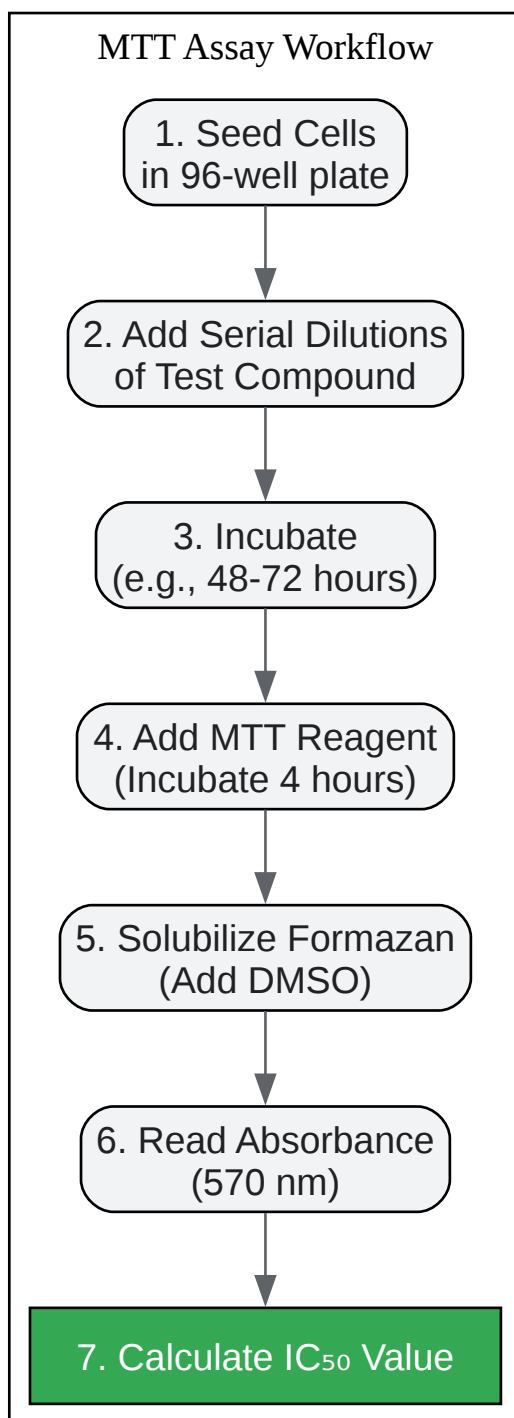 MTT Assay Workflow
1. Seed Cells
in 96-well plate
2. Add Serial Dilutions
of Test Compound
3. Incubate
(e.g., 48-72 hours)
4. Add MTT Reagent
(Incubate 4 hours)
5. Solubilize Formazan
(Add DMSO)
6. Read Absorbance
(570 nm)
7. Calculate IC₅₀ Value